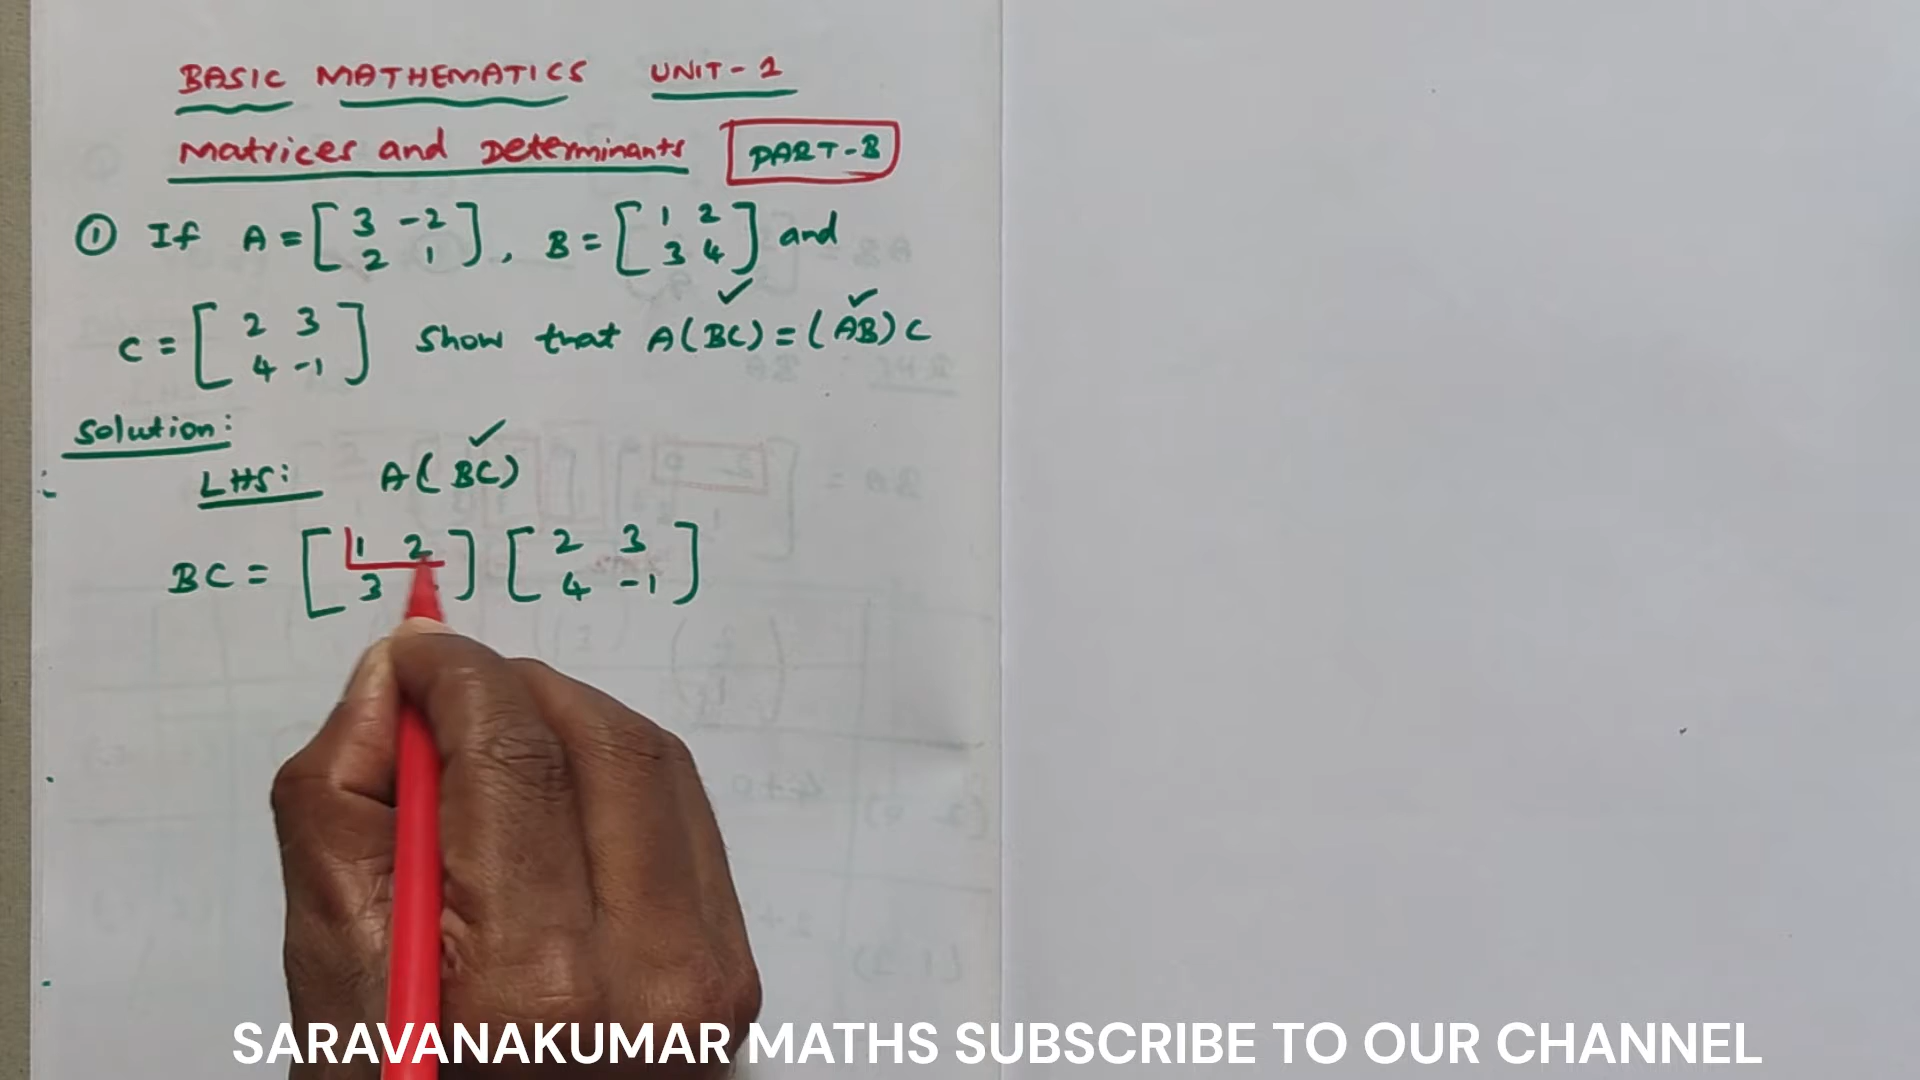 BASIC MATHEMATICS UNIT-1
Matrices and Determinants PART-B
① If A = [ 3 -2 ], B = [ 1 2 ] and
2 1 3 4
C = [ 2 3 ] Show that A(BC) = (AB)C
4 -1
Solution:
LHS: A(BC)
BC = [ 1 2 ] [ 2 3 ]
3 4 -1
SARAVANAKUMAR MATHS SUBSCRIBE TO OUR CHANNEL